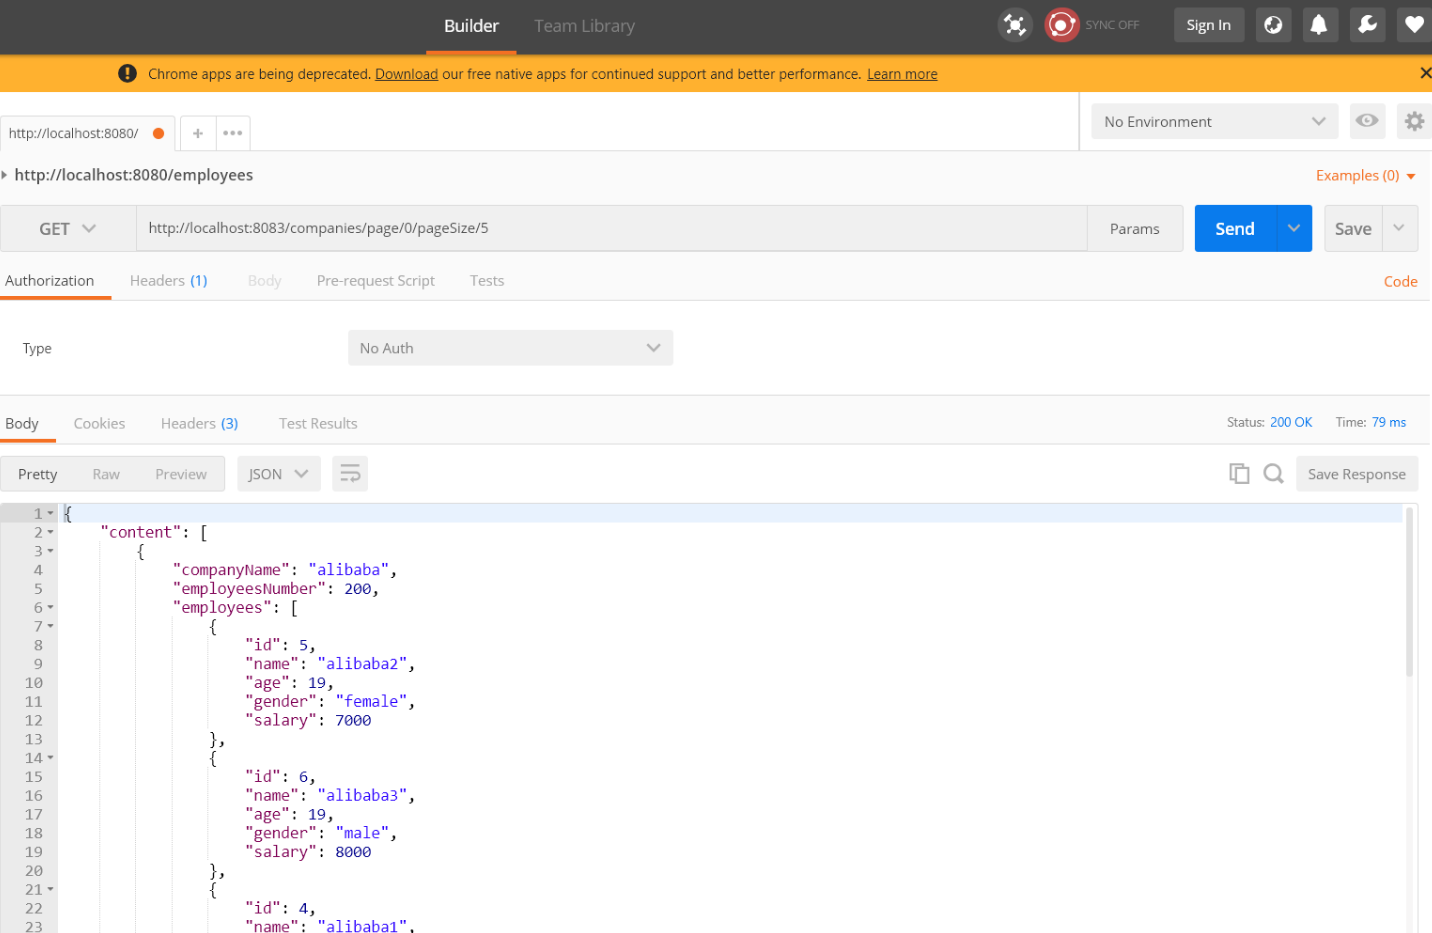 Builder Team Library SYNC OFF Sign In
Chrome apps are being deprecated. Download our free native apps for continued support and better performance. Learn more
http://localhost:8080/ + ••• No Environment
http://localhost:8080/employees Examples (0)
GET http://localhost:8083/companies/page/0/pageSize/5 Params Send Save
Authorization Headers (1) Body Pre-request Script Tests Code
Type No Auth
Body Cookies Headers (3) Test Results Status: 200 OK Time: 79 ms
Pretty Raw Preview JSON Save Response
1 {
2 "content": [
3 {
4 "companyName": "alibaba",
5 "employeesNumber": 200,
6 "employees": [
7 {
8 "id": 5,
9 "name": "alibaba2",
10 "age": 19,
11 "gender": "female",
12 "salary": 7000
13 },
14 {
15 "id": 6,
16 "name": "alibaba3",
17 "age": 19,
18 "gender": "male",
19 "salary": 8000
20 },
21 {
22 "id": 4,
23 "name": "alibaba1",